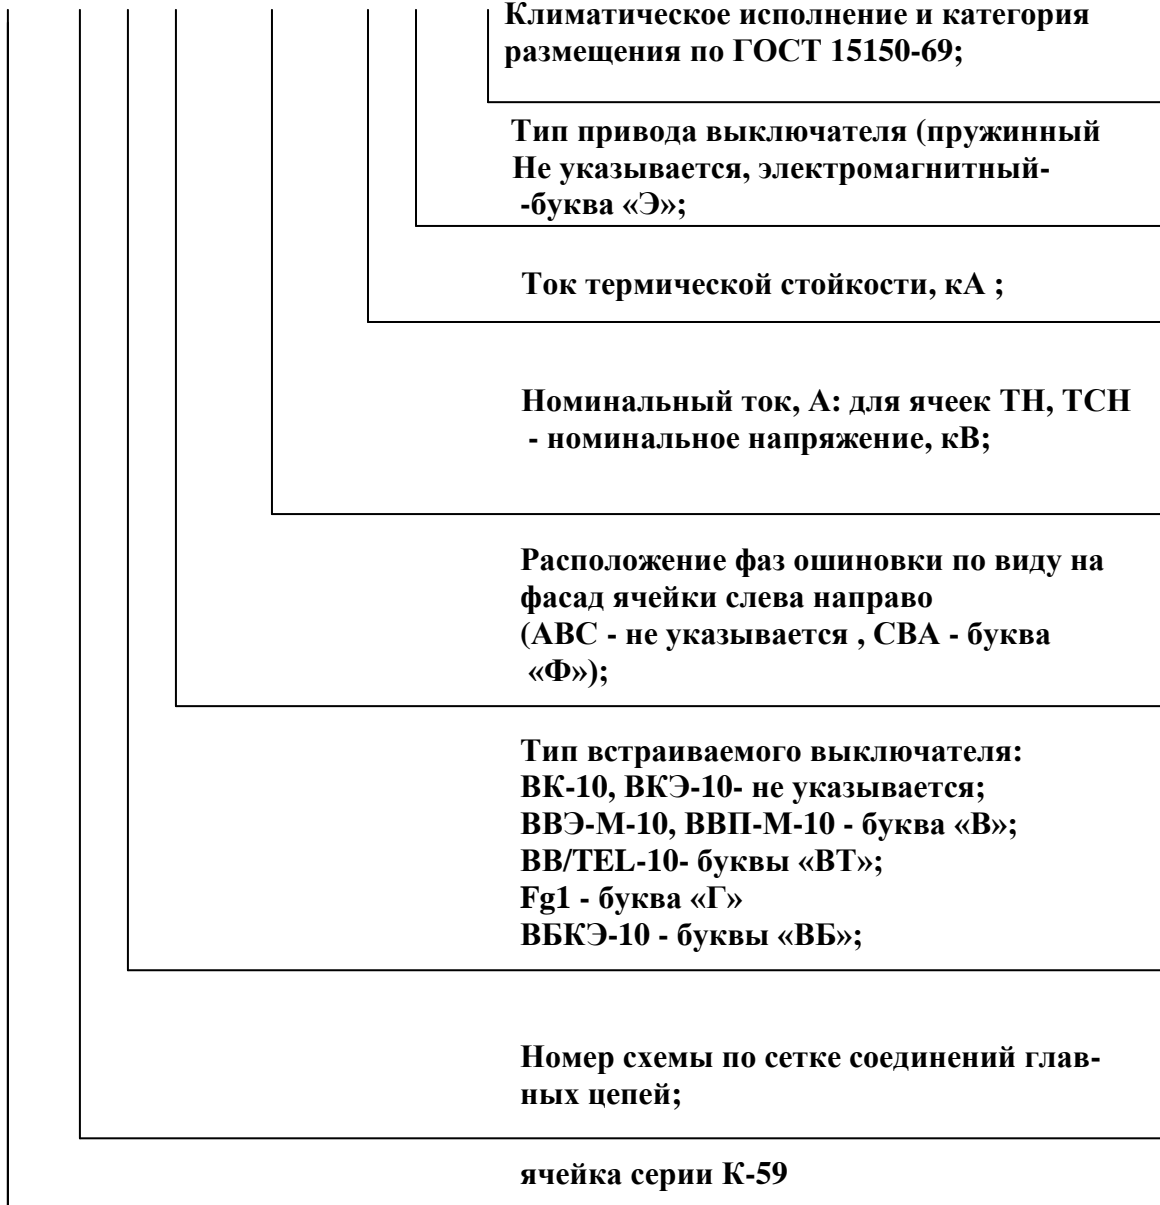 Климатическое исполнение и категория
размещения по ГОСТ 15150-69;
Тип привода выключателя (пружинный
Не указывается, электромагнитный-
-буква «Э»;
Ток термической стойкости, кА ;
Номинальный ток, А: для ячеек ТН, ТСН
- номинальное напряжение, кВ;
Расположение фаз ошиновки по виду на
фасад ячейки слева направо
(АВС - не указывается , СВА - буква
«Ф»);
Тип встраиваемого выключателя:
ВК-10, ВКЭ-10- не указывается;
ВВЭ-М-10, ВВП-М-10 - буква «В»;
BB/TEL-10- буквы «ВТ»;
Fg1 - буква «Г»
ВБКЭ-10 - буквы «ВБ»;
Номер схемы по сетке соединений глав-
ных цепей;
ячейка серии К-59